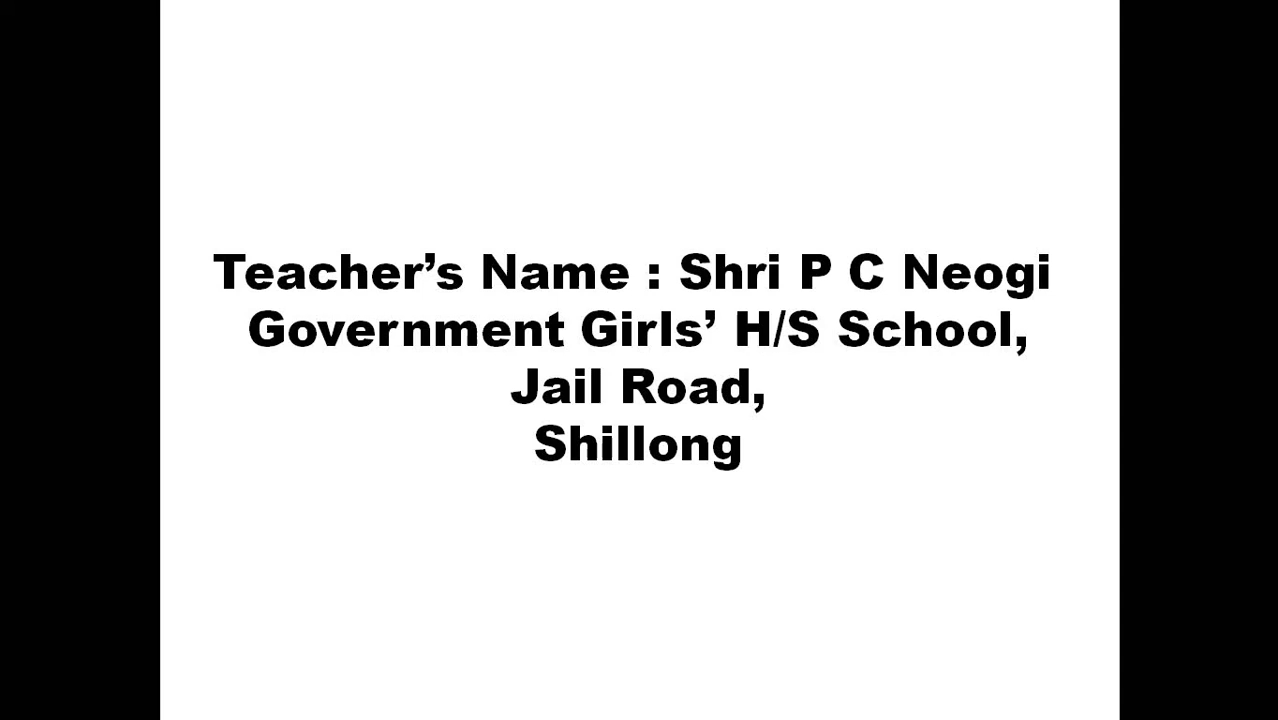 Teacher’s Name : Shri P C Neogi
Government Girls’ H/S School,
Jail Road,
Shillong